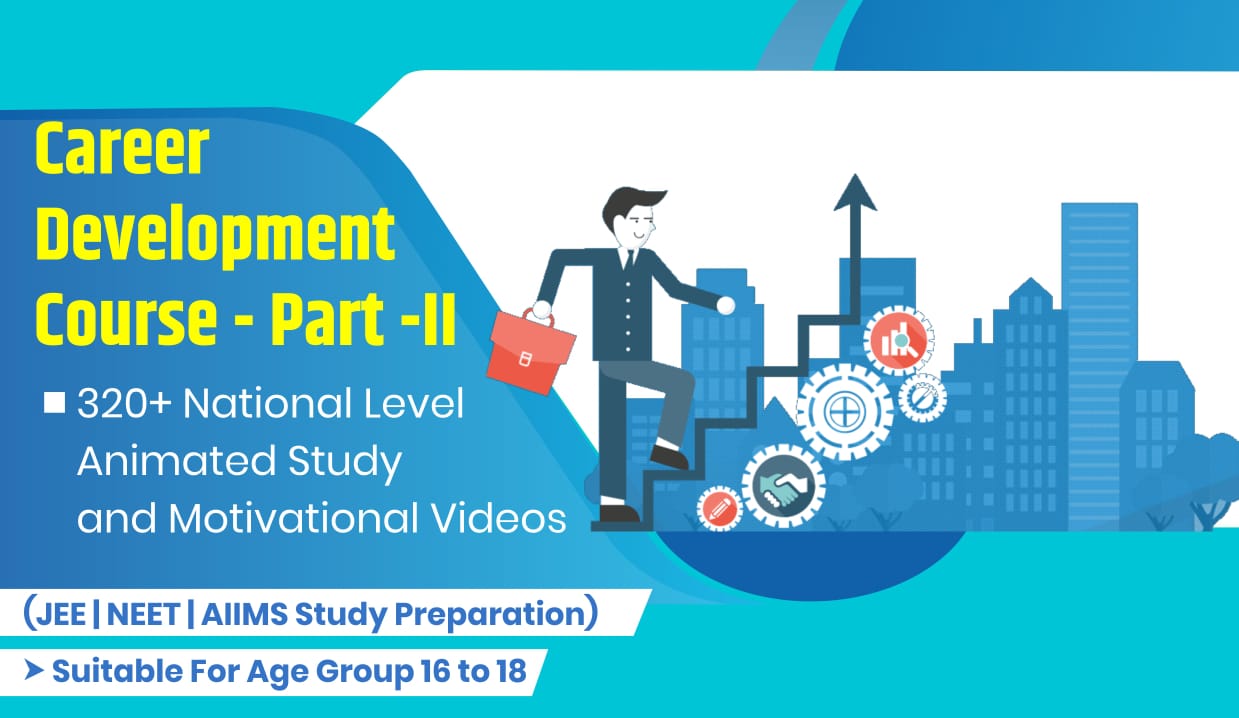 Career
Development
Course - Part -II
320+ National Level
Animated Study
and Motivational Videos
(JEE | NEET | AIIMS Study Preparation)
➤ Suitable For Age Group 16 to 18